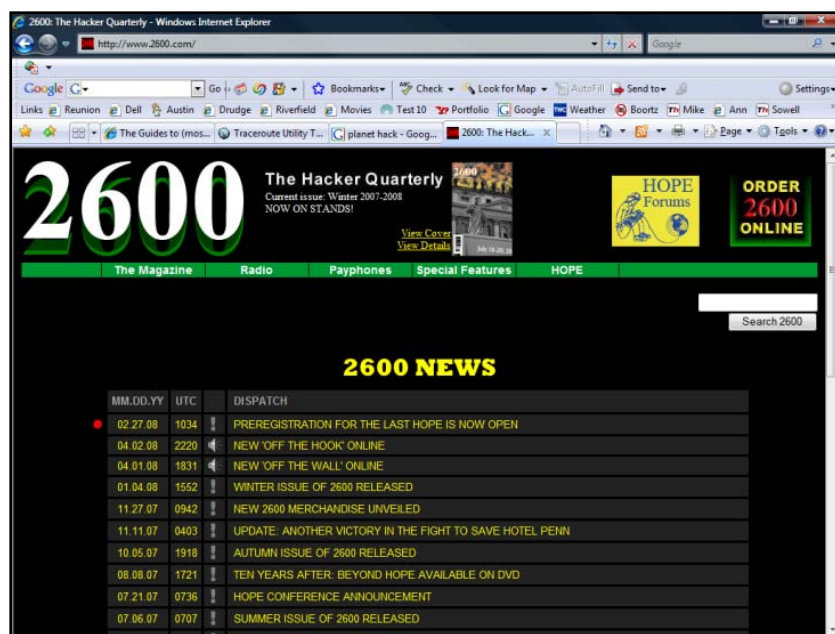 2600: The Hacker Quarterly - Windows Internet Explorer
http://www.2600.com/
Google
Google G Go Bookmarks Check Look for Map AutoFill Send to Settings
Links Reunion Dell Austin Drudge Riverfield Movies Test10 Portfolio Google Weather Boortz Mike Ann Sowell
The Guides to (mos... Traceroute Utility T... planet hack - Goog... 2600: The Hack... Page Tools
2600
The Hacker Quarterly
Current issue: Winter 2007-2008
NOW ON STANDS!
View Cover
View Details
2600
HOPE
Forums
ORDER
2600
ONLINE
The Magazine Radio Payphones Special Features HOPE
Search 2600
2600 NEWS
MM.DD.YY UTC DISPATCH
02.27.08 1034 PREREGISTRATION FOR THE LAST HOPE IS NOW OPEN
04.02.08 2220 NEW 'OFF THE HOOK' ONLINE
04.01.08 1831 NEW 'OFF THE WALL' ONLINE
01.04.08 1552 WINTER ISSUE OF 2600 RELEASED
11.27.07 0942 NEW 2600 MERCHANDISE UNVEILED
11.11.07 0403 UPDATE: ANOTHER VICTORY IN THE FIGHT TO SAVE HOTEL PENN
10.05.07 1918 AUTUMN ISSUE OF 2600 RELEASED
08.08.07 1721 TEN YEARS AFTER: BEYOND HOPE AVAILABLE ON DVD
07.21.07 0736 HOPE CONFERENCE ANNOUNCEMENT
07.06.07 0707 SUMMER ISSUE OF 2600 RELEASED